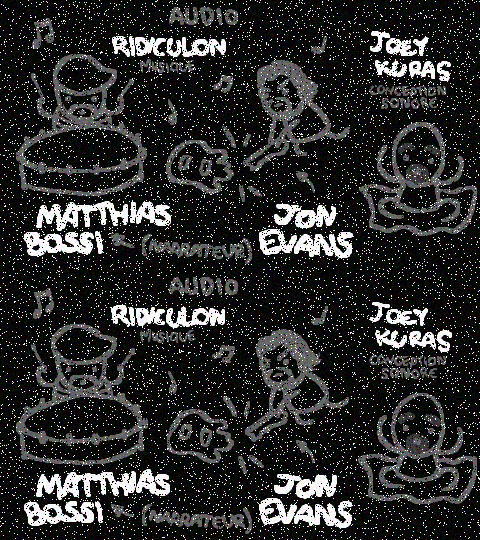 AUDIO
RIDICULON
MUSIQUE
JOEY
KURAS
CONCEPTION
SONORE
MATTHIAS
BOSSI
(NARRATEUR)
JON
EVANS
AUDIO
RIDICULON
MUSIQUE
JOEY
KURAS
CONCEPTION
SONORE
MATTHIAS
BOSSI
(NARRATEUR)
JON
EVANS